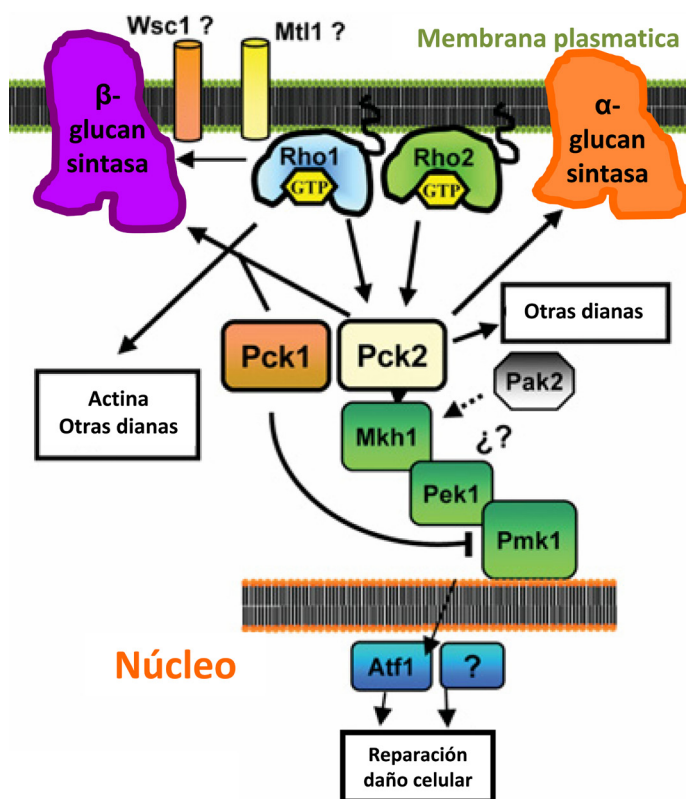 Wsc1 ?
Mtl1 ?
Membrana plasmatica
β-
glucan
sintasa
α-
glucan
sintasa
Rho1
GTP
Rho2
GTP
Otras dianas
Pck1
Pck2
Pak2
Actina
Otras dianas
Mkh1
¿?
Pek1
Pmk1
Núcleo
Atf1
?
Reparación
daño celular